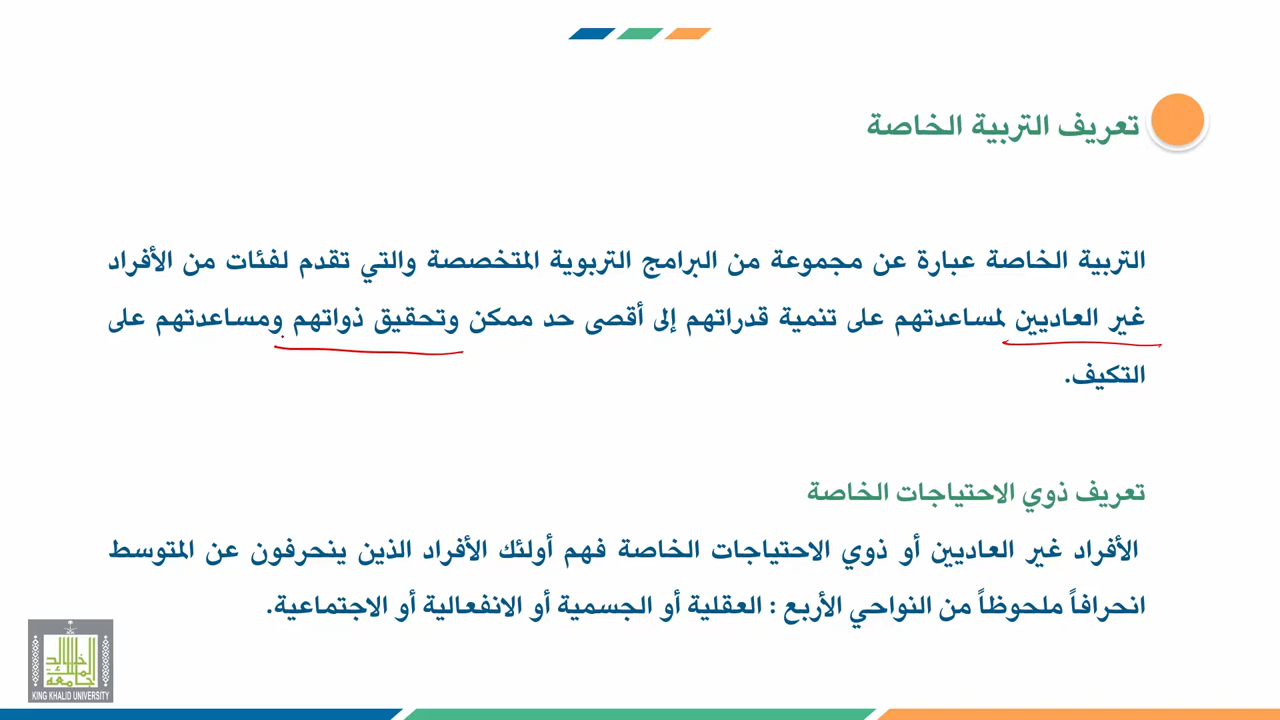 تعريف التربية الخاصة
التربية الخاصة عبارة عن مجموعة من البرامج التربوية المتخصصة والتي تقدم لفئات من الأفراد
غير العاديين لمساعدتهم على تنمية قدراتهم إلى أقصى حد ممكن وتحقيق ذواتهم ومساعدتهم على
التكيف.
تعريف ذوي الاحتياجات الخاصة
الأفراد غير العاديين أو ذوي الاحتياجات الخاصة فهم أولئك الأفراد الذين ينحرفون عن المتوسط
انحرافاً ملحوظاً من النواحي الأربع : العقلية أو الجسمية أو الانفعالية أو الاجتماعية.
جامعة الملك خالد
KING KHALID UNIVERSITY